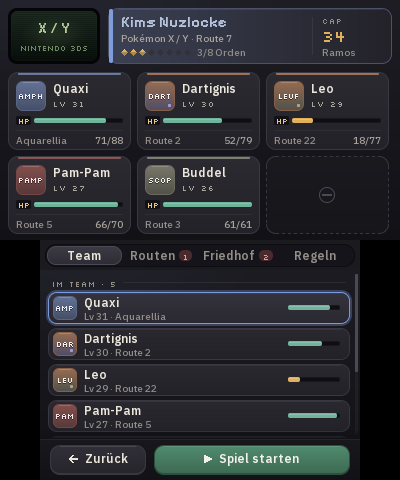 X/Y
NINTENDO 3DS
Kims Nuzlocke
Pokémon X/Y · Route 7
3/8 Orden
CAP
34
Ramos
AMPH
Quaxi
LV 31
HP
Aquarellia
71/88
DART
Dartignis
LV 30
HP
Route 2
52/79
LEUF
Leo
LV 29
HP
Route 22
18/77
PAMP
Pam-Pam
LV 27
HP
Route 5
66/70
SCOP
Buddel
LV 26
HP
Route 3
61/61
Team
Routen 1
Friedhof 2
Regeln
IM TEAM · 5
AMP
Quaxi
Lv 31 · Aquarellia
DAR
Dartignis
Lv 30 · Route 2
LEU
Leo
Lv 29 · Route 22
PAM
Pam-Pam
Lv 27 · Route 5
← Zurück
▶ Spiel starten